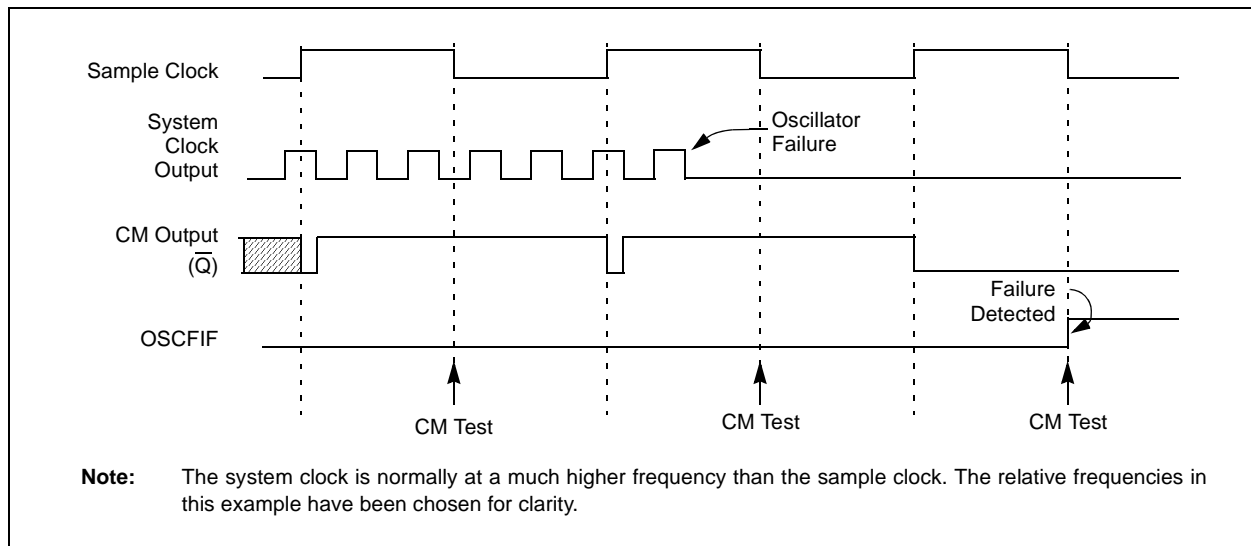 Sample Clock
System
Clock
Output
Oscillator
Failure
CM Output
(Q̅)
Failure
Detected
OSCFIF
CM Test
CM Test
CM Test
Note: The system clock is normally at a much higher frequency than the sample clock. The relative frequencies in
this example have been chosen for clarity.